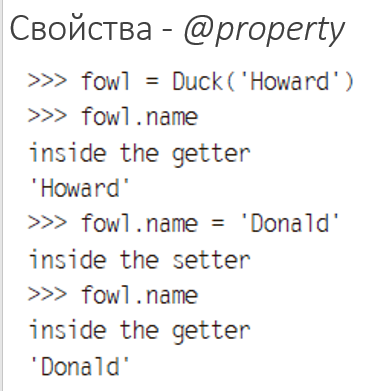 Свойства - @property
>>> fowl = Duck('Howard')
>>> fowl.name
inside the getter
'Howard'
>>> fowl.name = 'Donald'
inside the setter
>>> fowl.name
inside the getter
'Donald'